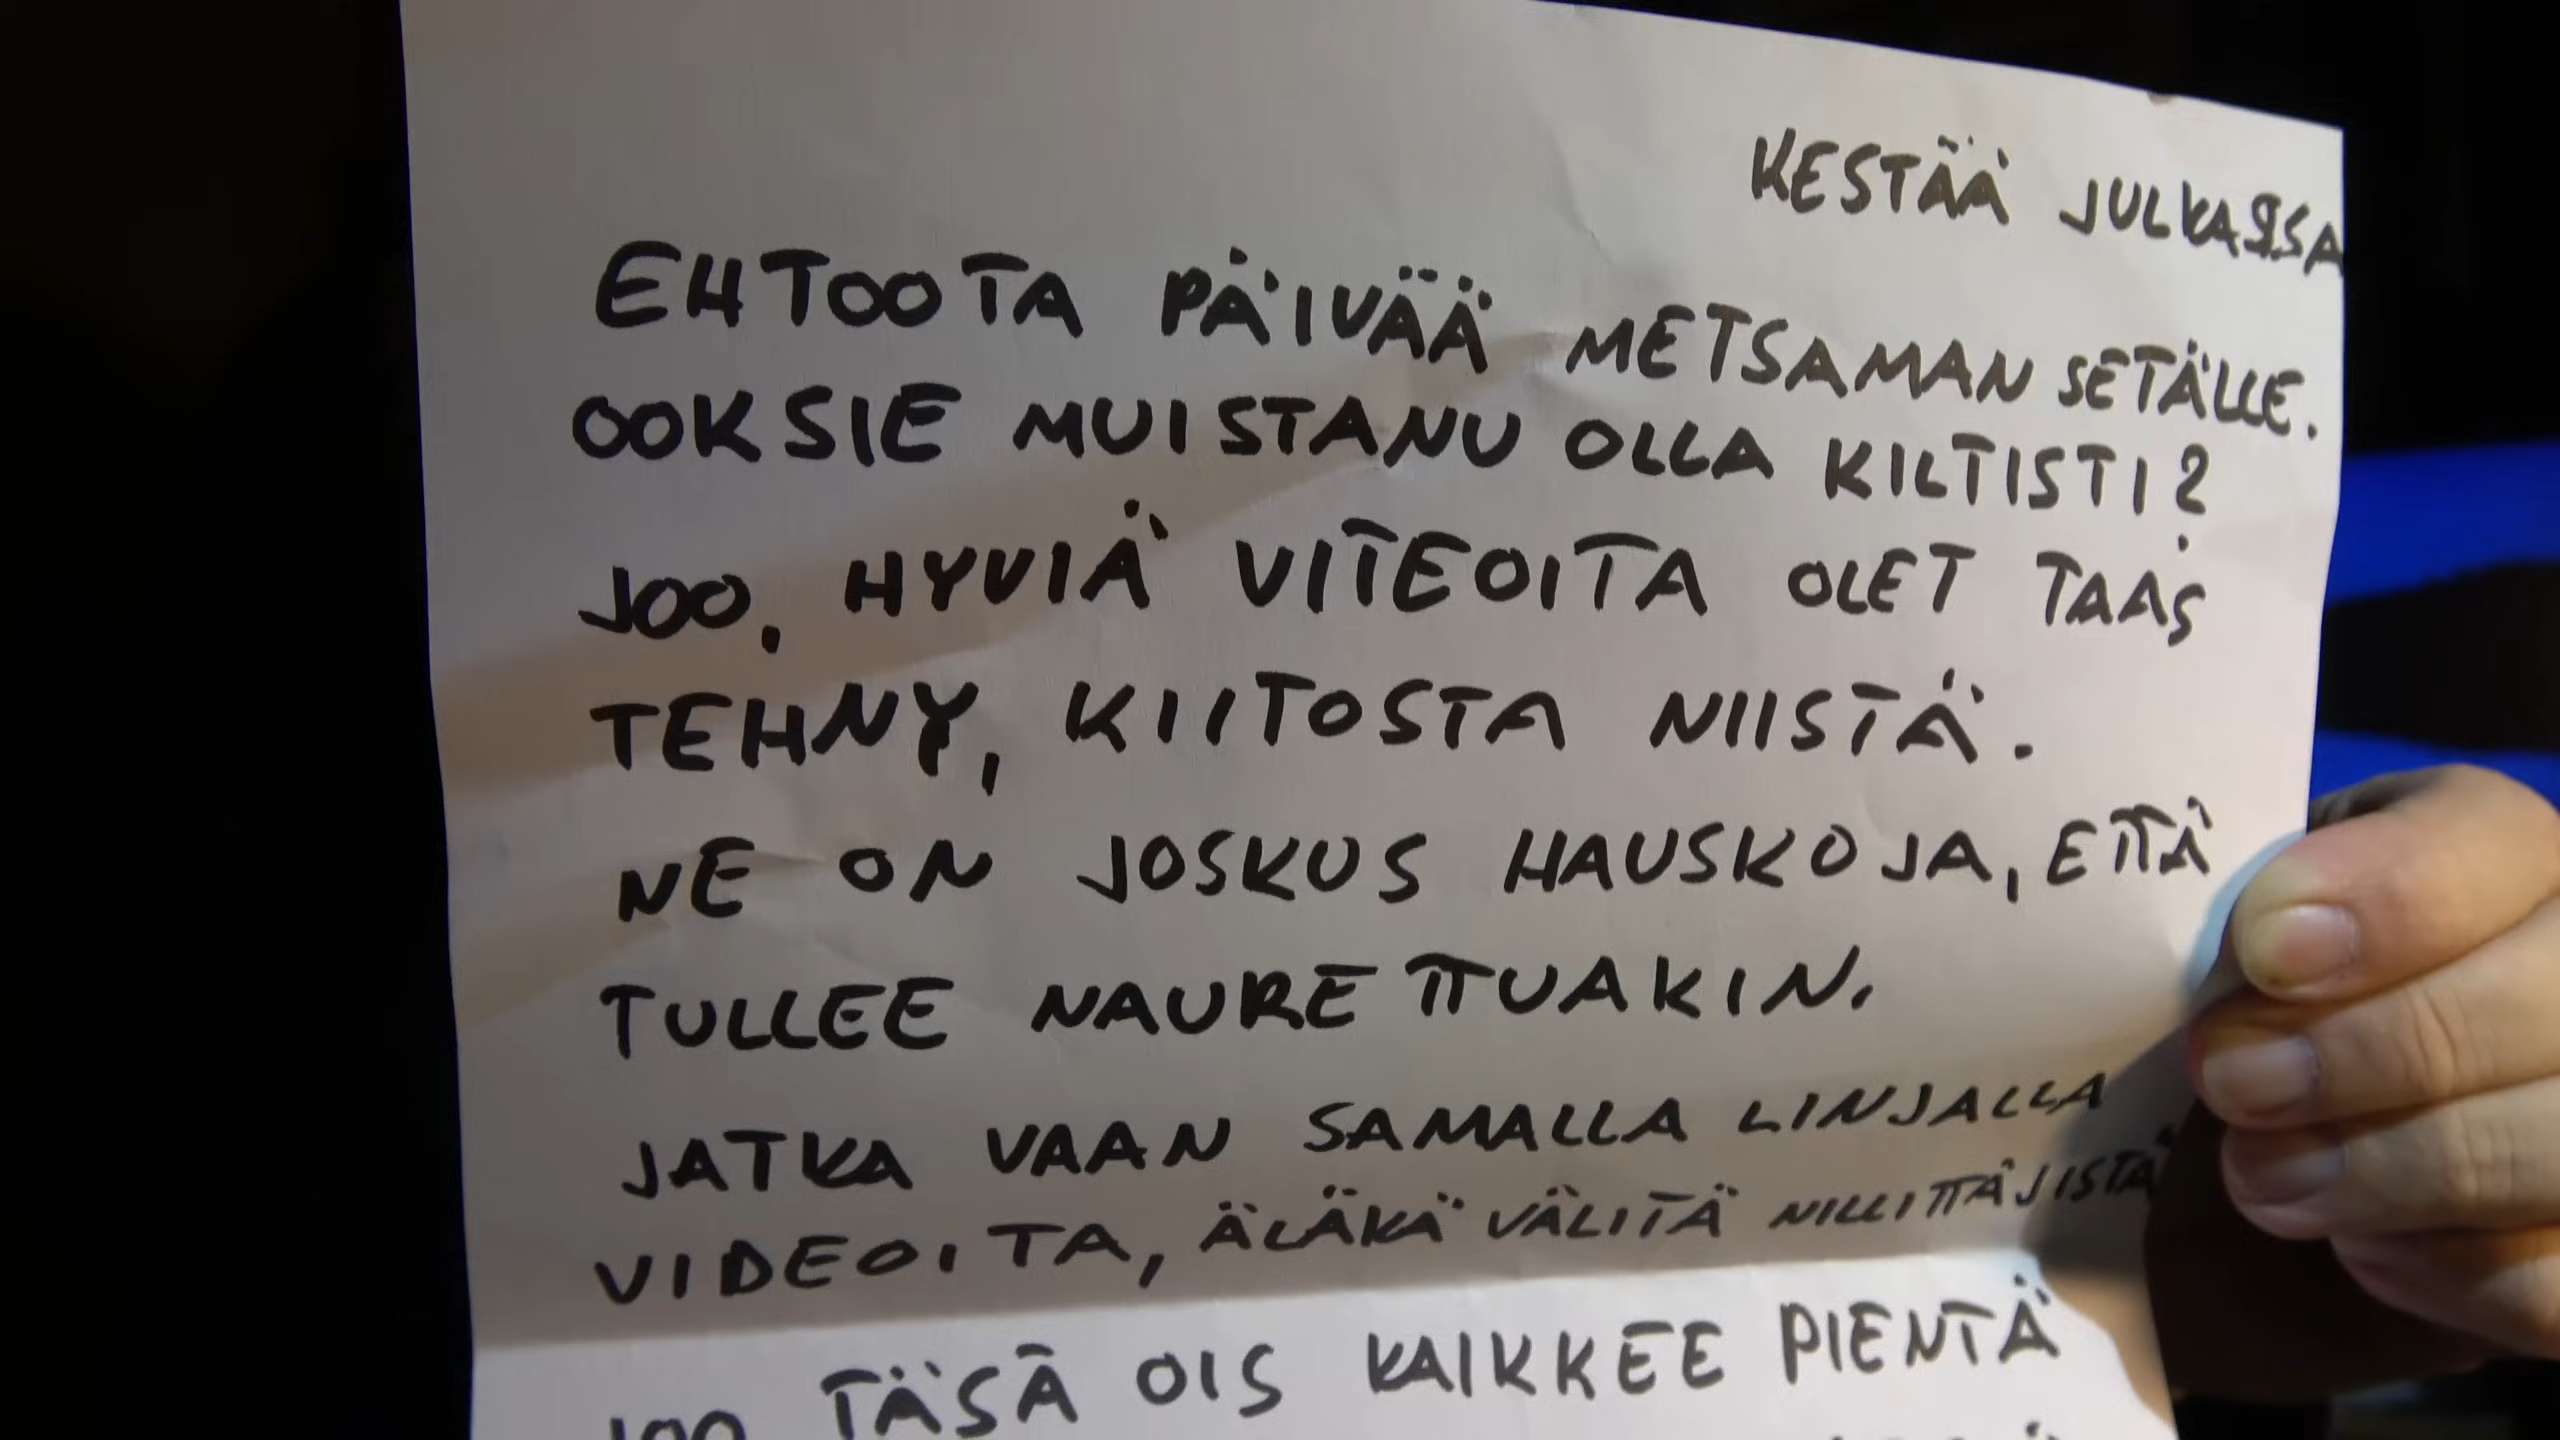 KESTÄÄ JULKASSA
EHTOOTA PÄIVÄÄ METSAMAN SETÄLLE.
OOKSIE MUISTANU OLLA KILTISTI?
JOO, HYVIÄ VITEOITA OLET TAAS
TEHNY, KIITOSTA NIISTÄ.
NE ON JOSKUS HAUSKOJA, ETTÄ
TULLEE NAURETTUAKIN.
JATKA VAAN SAMALLA LINJALLA
VIDEOITA, ÄLÄKÄ VÄLITÄ NILLITTÄJISTÄ
JOO TÄSÄ OIS KAIKKEE PIENTÄ